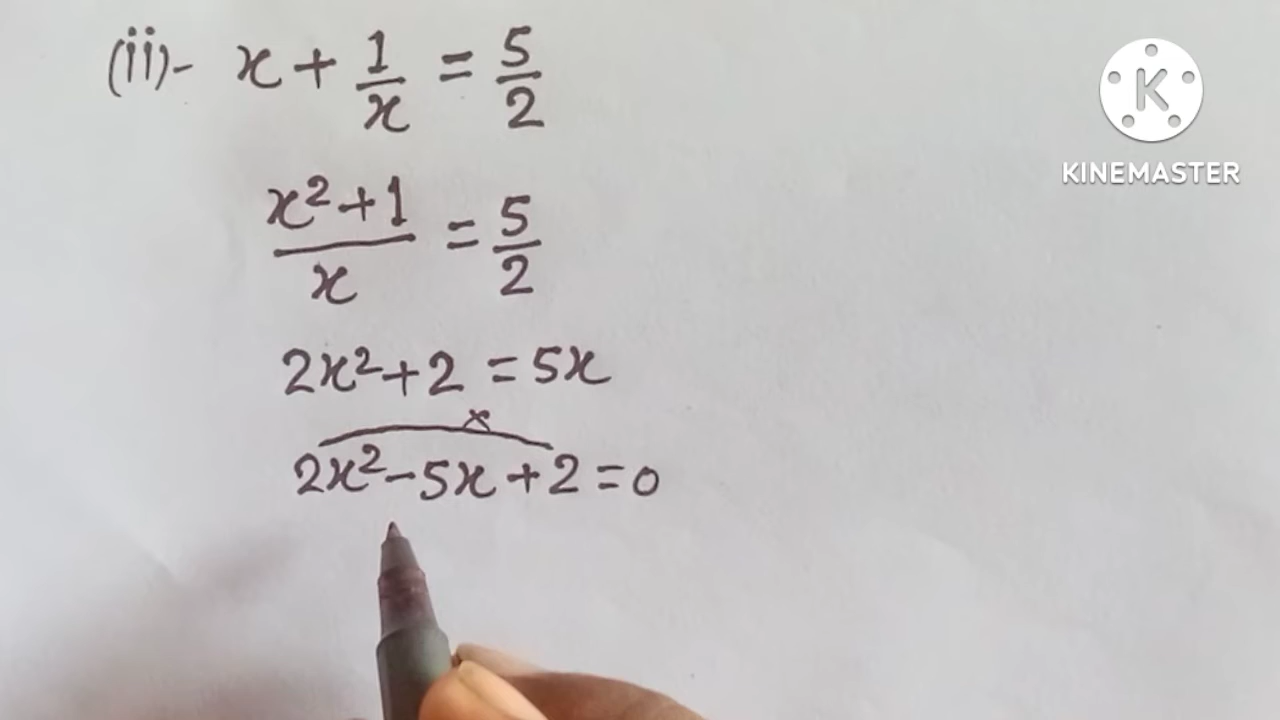 (ii)- x + 1/x = 5/2
K
KINEMASTER
x² + 1/x = 5/2
2x² + 2 = 5x
×
2x² - 5x + 2 = 0